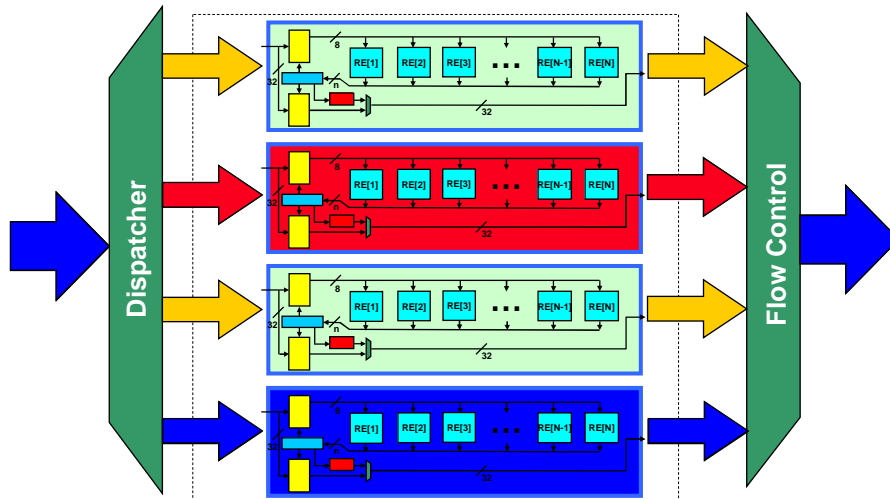 Dispatcher
8
RE[1] RE[2] RE[3] ... RE[N-1] RE[N]
32
n
32
8
RE[1] RE[2] RE[3] ... RE[N-1] RE[N]
32
n
32
8
RE[1] RE[2] RE[3] ... RE[N-1] RE[N]
32
n
32
8
RE[1] RE[2] RE[3] ... RE[N-1] RE[N]
32
n
32
Flow Control